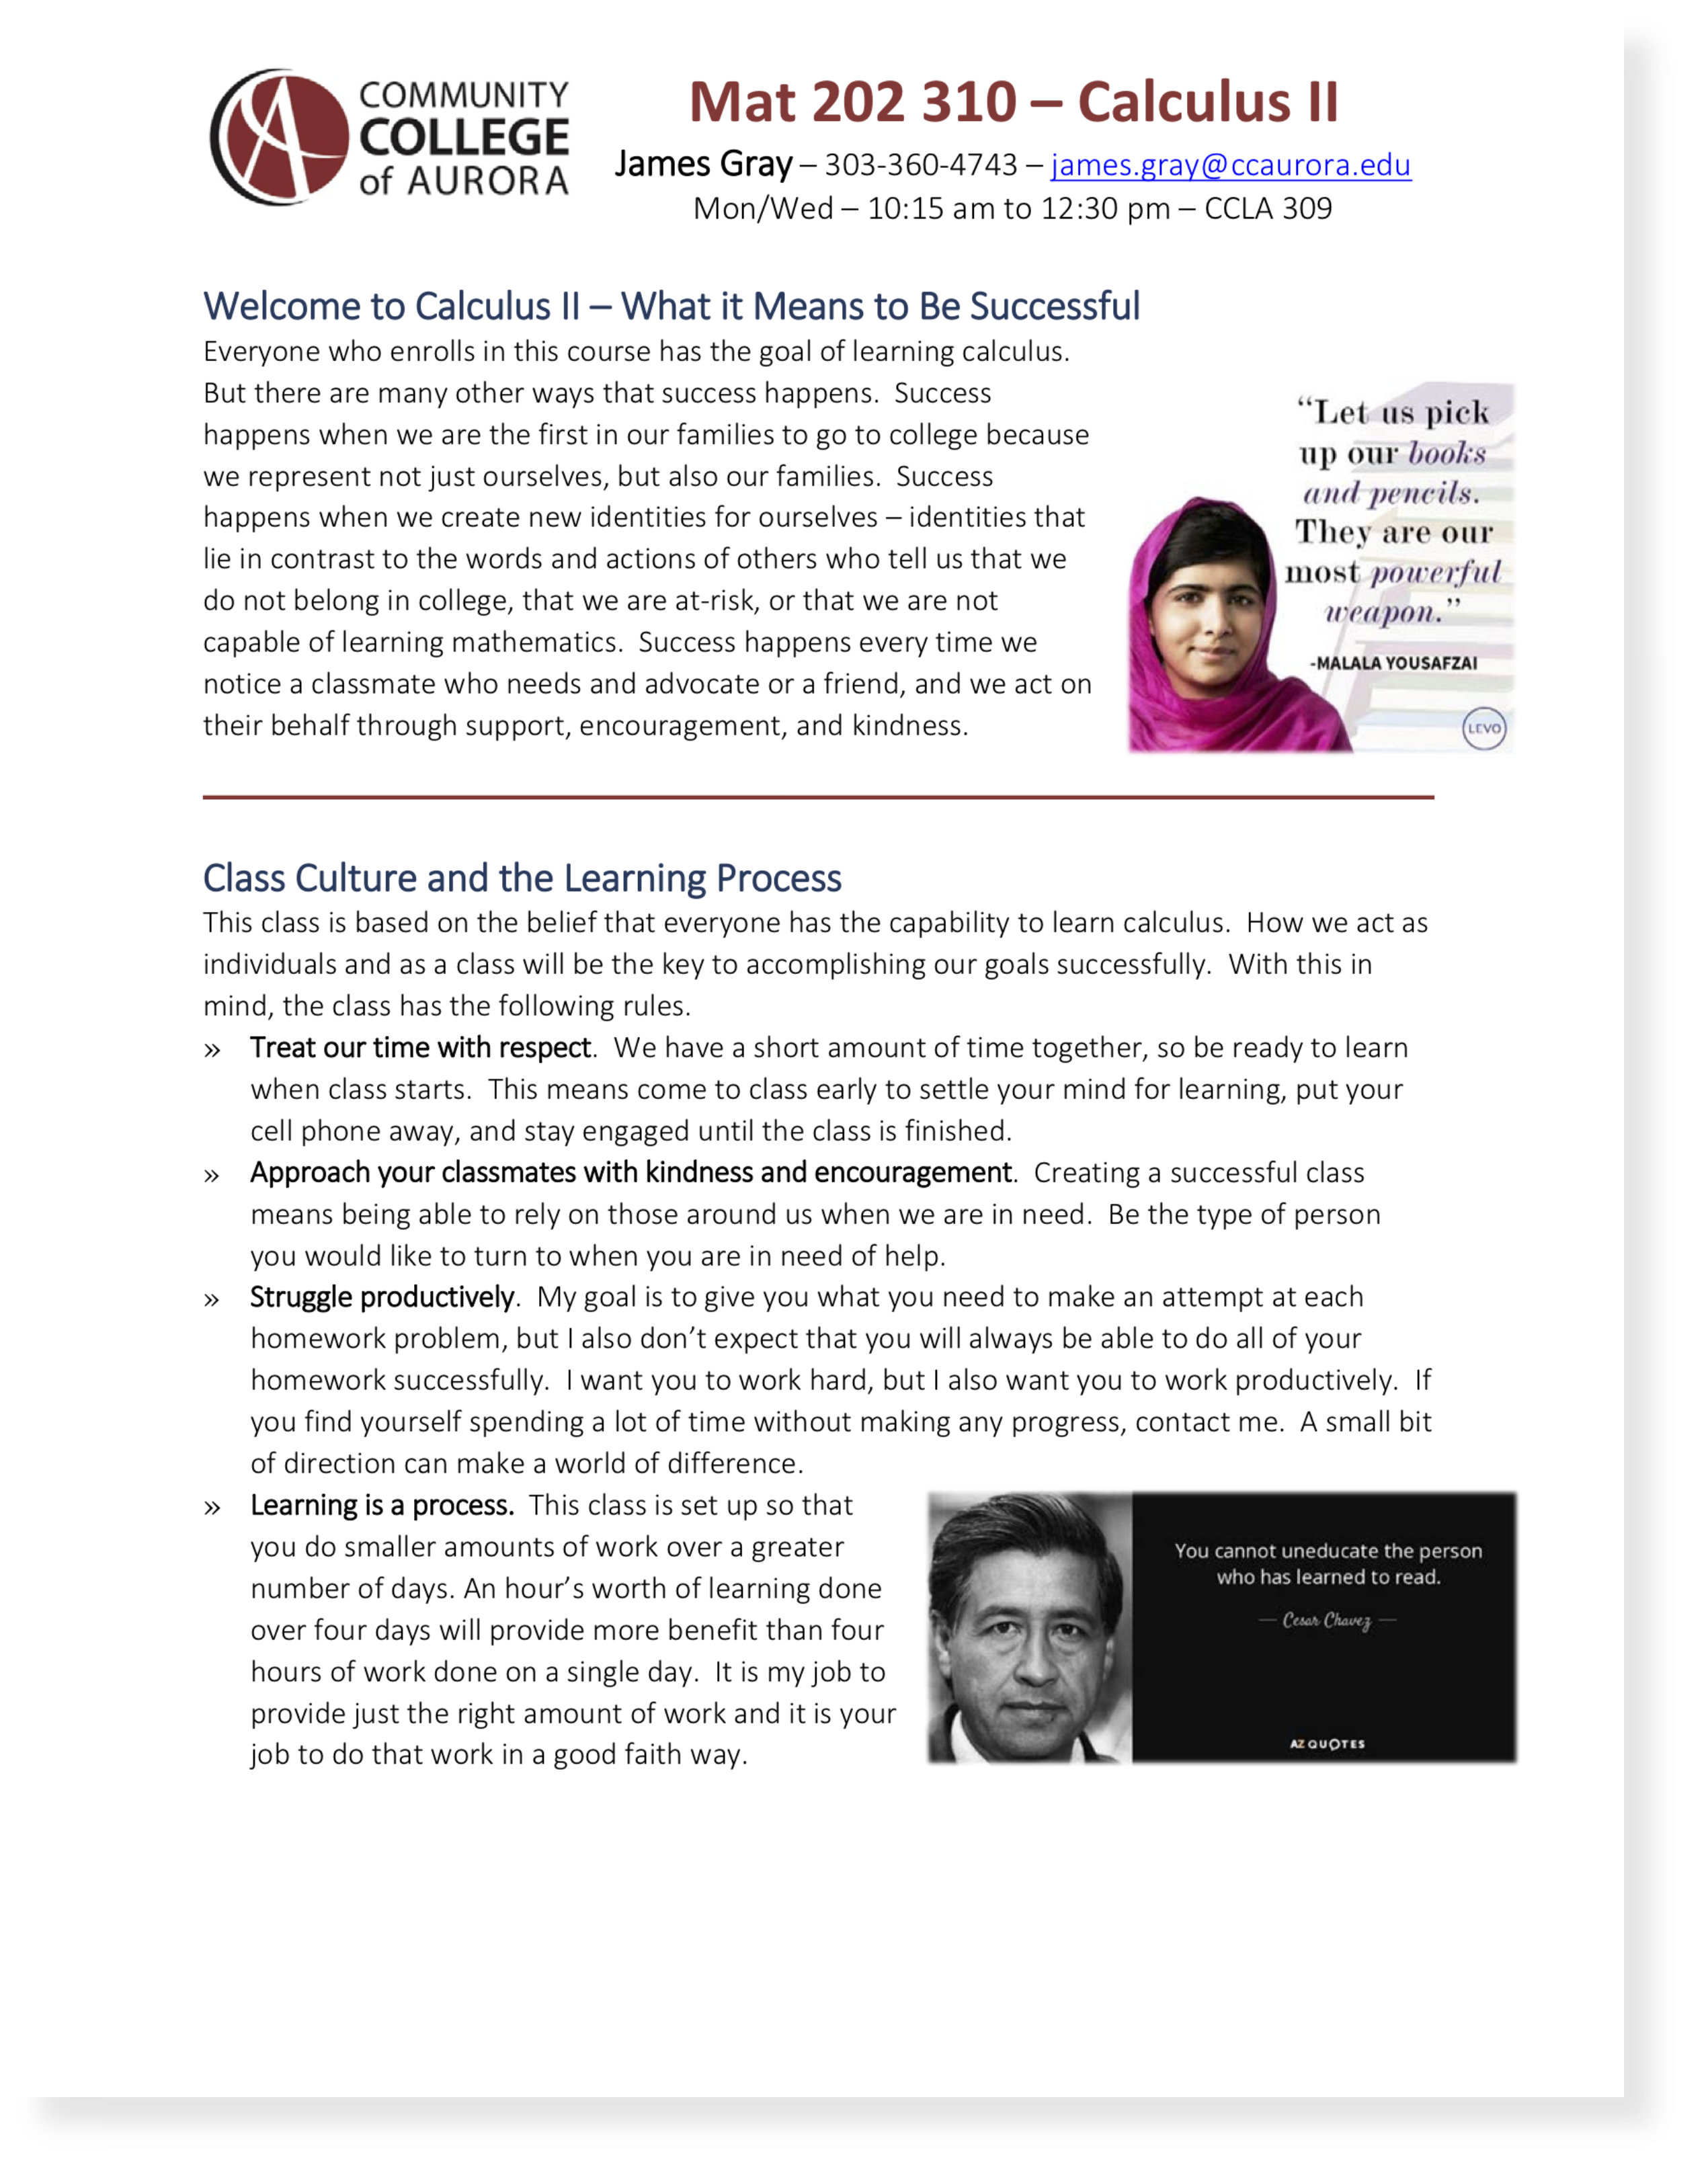 COMMUNITY
COLLEGE
of AURORA
Mat 202 310 – Calculus II
James Gray – 303-360-4743 – james.gray@ccaurora.edu
Mon/Wed – 10:15 am to 12:30 pm – CCLA 309
Welcome to Calculus II – What it Means to Be Successful
Everyone who enrolls in this course has the goal of learning calculus.
But there are many other ways that success happens.  Success
happens when we are the first in our families to go to college because
we represent not just ourselves, but also our families.  Success
happens when we create new identities for ourselves – identities that
lie in contrast to the words and actions of others who tell us that we
do not belong in college, that we are at-risk, or that we are not
capable of learning mathematics.  Success happens every time we
notice a classmate who needs and advocate or a friend, and we act on
their behalf through support, encouragement, and kindness.
“Let us pick
up our books
and pencils.
They are our
most powerful
weapon.”
-MALALA YOUSAFZAI
LEVO
Class Culture and the Learning Process
This class is based on the belief that everyone has the capability to learn calculus.  How we act as
individuals and as a class will be the key to accomplishing our goals successfully.  With this in
mind, the class has the following rules.
» Treat our time with respect.  We have a short amount of time together, so be ready to learn
when class starts.  This means come to class early to settle your mind for learning, put your
cell phone away, and stay engaged until the class is finished.
» Approach your classmates with kindness and encouragement.  Creating a successful class
means being able to rely on those around us when we are in need.  Be the type of person
you would like to turn to when you are in need of help.
» Struggle productively.  My goal is to give you what you need to make an attempt at each
homework problem, but I also don’t expect that you will always be able to do all of your
homework successfully.  I want you to work hard, but I also want you to work productively.  If
you find yourself spending a lot of time without making any progress, contact me.  A small bit
of direction can make a world of difference.
» Learning is a process.  This class is set up so that
you do smaller amounts of work over a greater
number of days. An hour’s worth of learning done
over four days will provide more benefit than four
hours of work done on a single day.  It is my job to
provide just the right amount of work and it is your
job to do that work in a good faith way.
You cannot uneducate the person
who has learned to read.
— Cesar Chavez —
AZ QUOTES